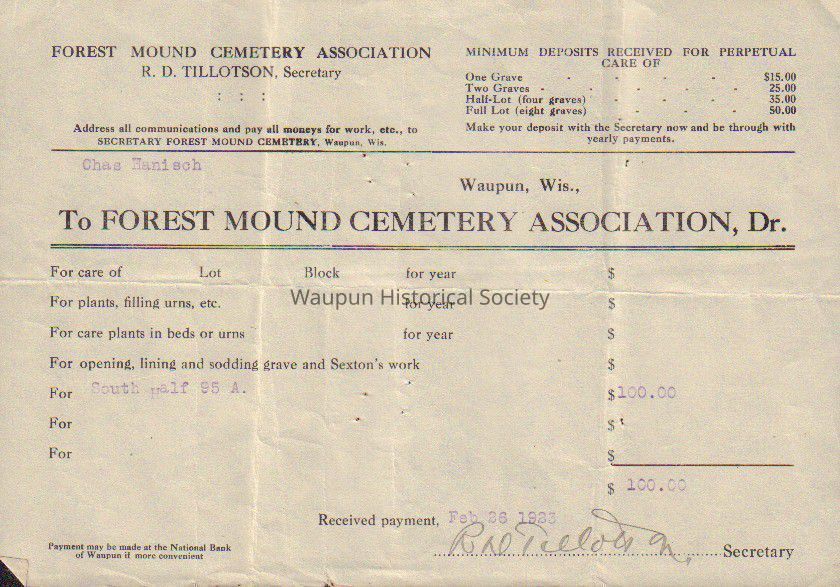 FOREST MOUND CEMETERY ASSOCIATION
R. D. TILLOTSON, Secretary
: : :
Address all communications and pay all moneys for work, etc., to
SECRETARY FOREST MOUND CEMETERY, Waupun, Wis.
MINIMUM DEPOSITS RECEIVED FOR PERPETUAL
CARE OF
One Grave - - - - $15.00
Two Graves - - - - - 25.00
Half-Lot (four graves) - - - - 35.00
Full Lot (eight graves) - - - - 50.00
Make your deposit with the Secretary now and be through with
yearly payments.
Chas Hanisch
Waupun, Wis.,
To FOREST MOUND CEMETERY ASSOCIATION, Dr.
For care of Lot Block for year $
For plants, filling urns, etc. for year $
Waupun Historical Society
For care plants in beds or urns for year $
For opening, lining and sodding grave and Sexton's work $
For South Half 95 A. $100.00
For $
For $
$ 100.00
Received payment, Feb 26 1923
R D Tillotson, Secretary
Payment may be made at the National Bank
of Waupun if more convenient